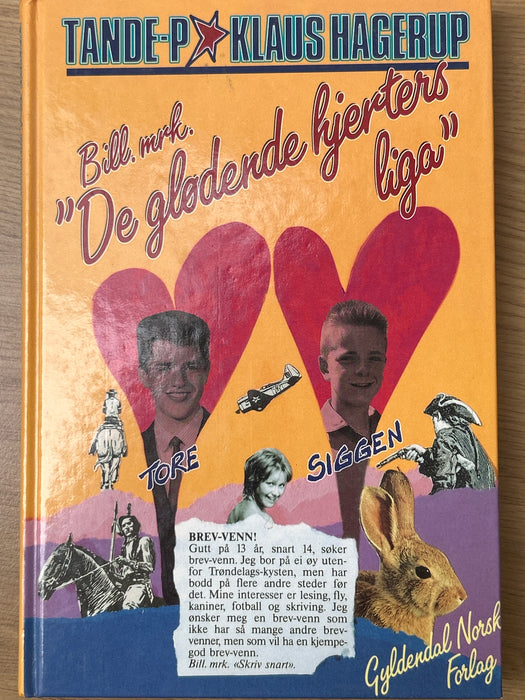 TANDE-P★KLAUS HAGERUP
Bill. mrk.
"De glødende hjerters
liga"
TORE
SIGGEN
BREV-VENN!
Gutt på 13 år, snart 14, søker
brev-venn. Jeg bor på ei øy uten-
for Trøndelags-kysten, men har
bodd på flere andre steder før
det. Mine interesser er lesing, fly,
kaniner, fotball og skriving. Jeg
ønsker meg en brev-venn som
ikke har så mange andre brev-
venner, men som vil ha en kjempe-
god brev-venn.
Bill. mrk. «Skriv snart».
Gyldendal Norsk
Forlag